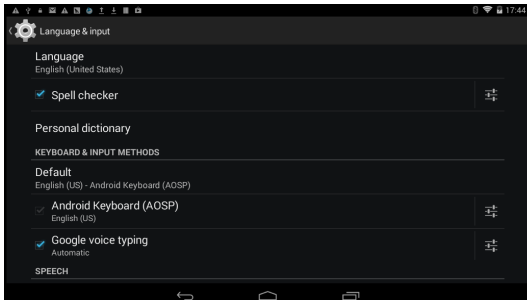 17:44
Language & input
Language
English (United States)
Spell checker
Personal dictionary
KEYBOARD & INPUT METHODS
Default
English (US) - Android Keyboard (AOSP)
Android Keyboard (AOSP)
English (US)
Google voice typing
Automatic
SPEECH